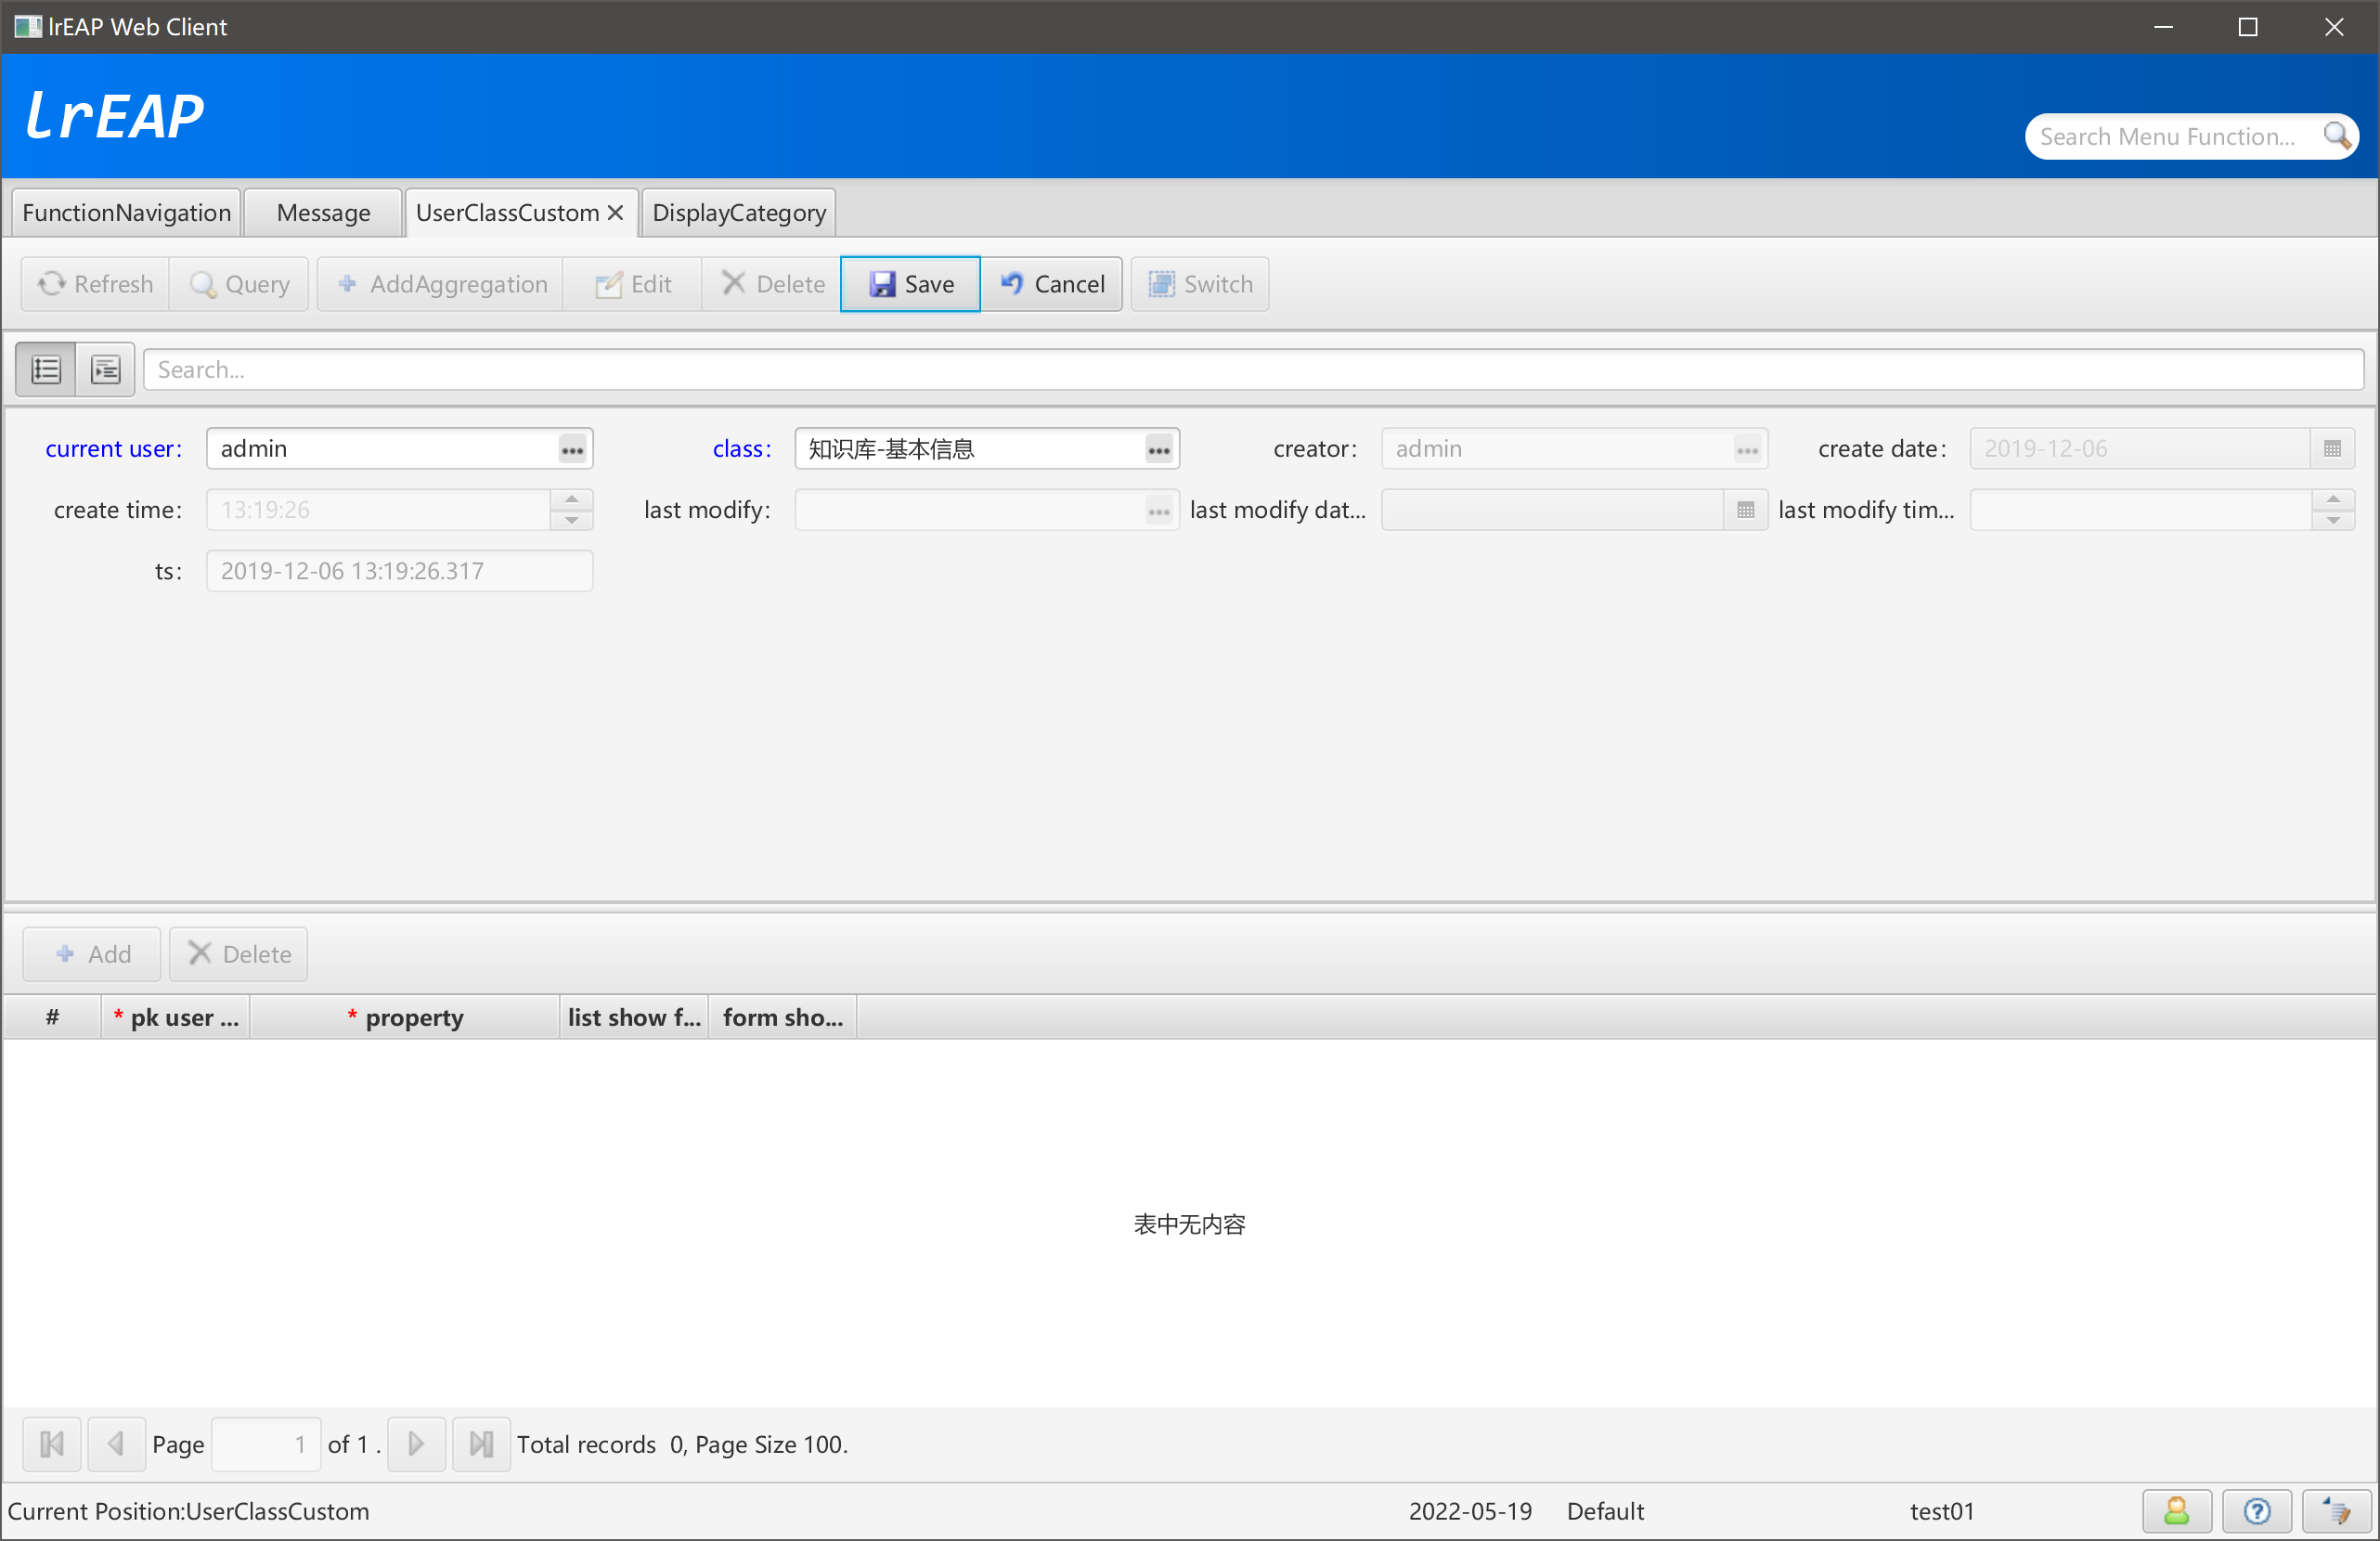 lrEAP Web Client
lrEAP
Search Menu Function...
FunctionNavigation Message UserClassCustom DisplayCategory
Refresh Query AddAggregation Edit Delete Save Cancel Switch
Search...
current user: admin class: 知识库-基本信息 creator: admin create date: 2019-12-06
create time: 13:19:26 last modify: last modify dat... last modify tim...
ts: 2019-12-06 13:19:26.317
Add Delete
# * pk user ... * property list show f... form sho...
表中无内容
Page 1 of 1 . Total records 0, Page Size 100.
Current Position:UserClassCustom 2022-05-19 Default test01